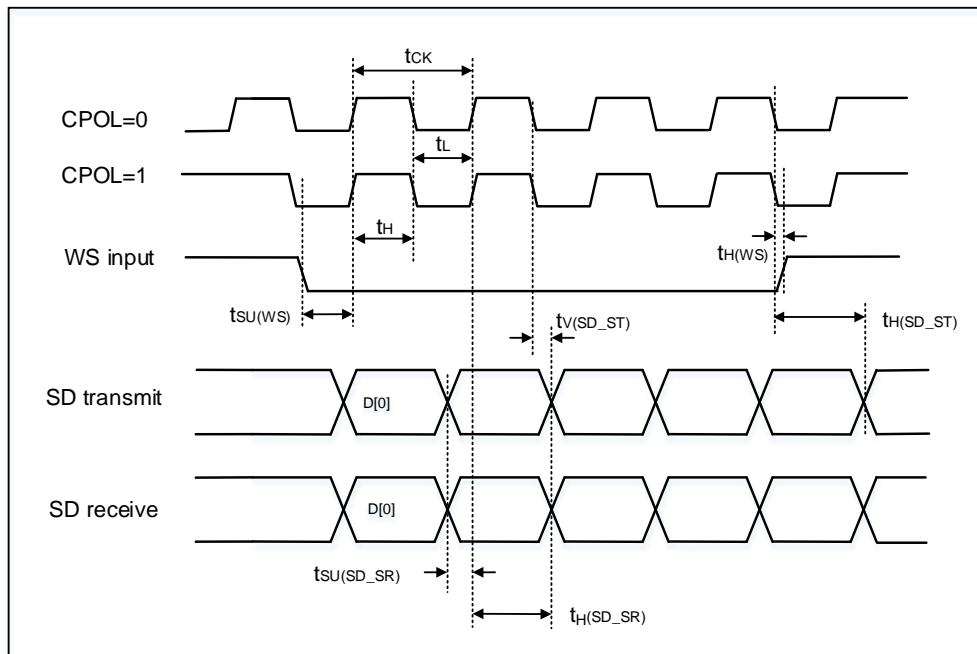 tCK
CPOL=0
tL
CPOL=1
tH
tH(WS)
WS input
tSU(WS)
tV(SD_ST)
tH(SD_ST)
SD transmit
D[0]
SD receive
D[0]
tSU(SD_SR)
tH(SD_SR)